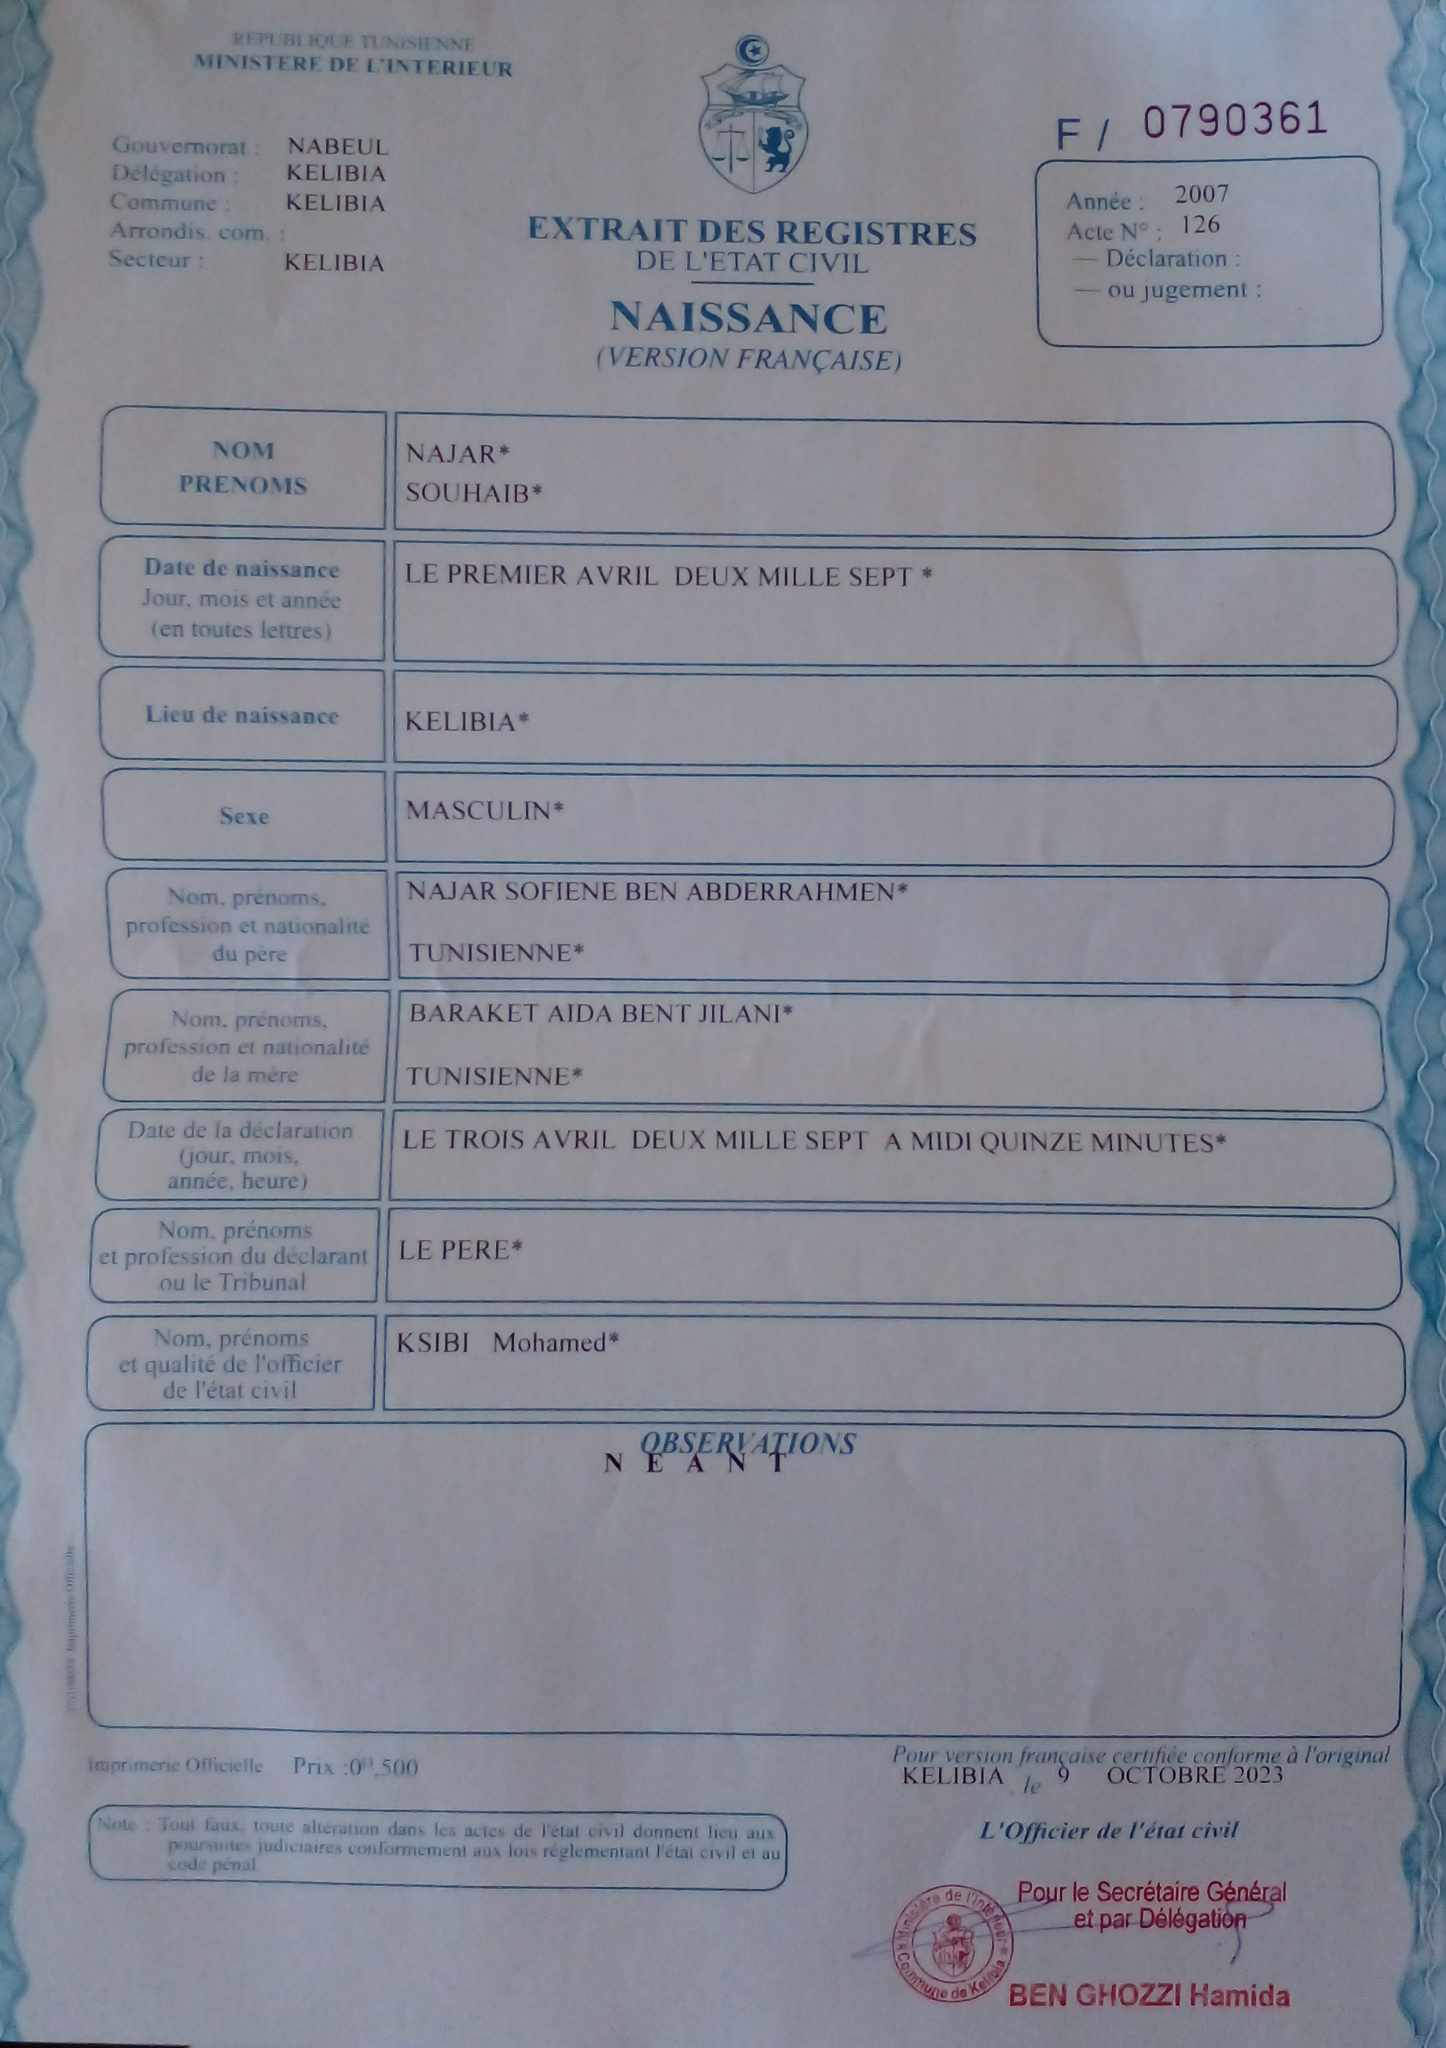 REPUBLIQUE TUNISIENNE
MINISTERE DE L'INTERIEUR
Gouvernorat : NABEUL
Délégation : KELIBIA
Commune : KELIBIA
Arrondis. com. :
Secteur : KELIBIA
F / 0790361
Année : 2007
Acte N° : 126
— Déclaration :
— ou jugement :
EXTRAIT DES REGISTRES
DE L'ETAT CIVIL
NAISSANCE
(VERSION FRANÇAISE)
NOM NAJAR*
PRENOMS SOUHAIB*
Date de naissance
Jour, mois et année
(en toutes lettres)
LE PREMIER AVRIL DEUX MILLE SEPT *
Lieu de naissance KELIBIA*
Sexe MASCULIN*
Nom, prénoms,
profession et nationalité
du père
NAJAR SOFIENE BEN ABDERRAHMEN*
TUNISIENNE*
Nom, prénoms,
profession et nationalité
de la mère
BARAKET AIDA BENT JILANI*
TUNISIENNE*
Date de la déclaration
(jour, mois,
année, heure)
LE TROIS AVRIL DEUX MILLE SEPT A MIDI QUINZE MINUTES*
Nom, prénoms
et profession du déclarant
ou le Tribunal
LE PERE*
Nom, prénoms
et qualité de l'officier
de l'état civil
KSIBI Mohamed*
OBSERVATIONS
N E A N T
Imprimerie Officielle Prix :0ᴰ,500
Note : Tout faux, toute altération dans les actes de l'état civil donnent lieu aux
poursuites judiciaires conformement aux lois réglementant l'état civil et au
code pénal
Pour version française certifiée conforme à l'original
KELIBIA , le 9 OCTOBRE 2023
L'Officier de l'état civil
Pour le Secrétaire Général
et par Délégation
Ministère de l'Intérieur
Commune de Kelibia
BEN GHOZZI Hamida